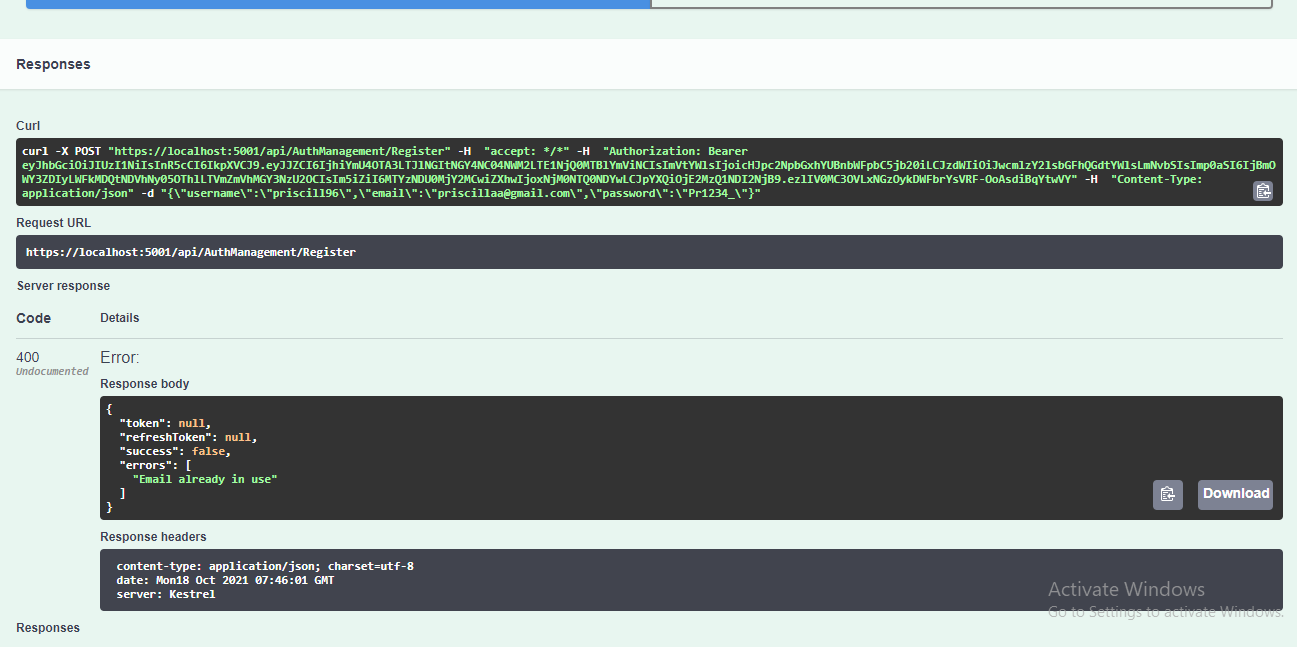 Responses
Curl
curl -X POST "https://localhost:5001/api/AuthManagement/Register" -H  "accept: */*" -H  "Authorization: Bearer
eyJhbGciOiJIUzI1NiIsInR5cCI6IkpXVCJ9.eyJJZCI6IjhiYmU4OTA3LTJlNGItNGY4NC04NWM2LTE1NjQ0MTBlYmViNCIsImVtYWlsIjoicHJpc2NpbGxhYUBnbWFpbC5jb20iLCJzdWIiOiJwcmlzY2lsbGFhQGdtYWlsLmNvbSIsImp0aSI6IjBmO
WY3ZDIyLWFkMDQtNDVhNy05OThlLTVmZmVhMGY3NzU2OCIsIm5iZiI6MTYzNDU0MjY2MCwiZXhwIjoxNjM0NTQ0NDYwLCJpYXQiOjE2MzQ1NDI2NjB9.ezlIV0MC3OVLxNGzOykDWFbrYsVRF-OoAsdiBqYtwVY" -H  "Content-Type:
application/json" -d "{\"username\":\"priscill96\",\"email\":\"priscillaa@gmail.com\",\"password\":\"Pr1234_\"}"
Request URL
https://localhost:5001/api/AuthManagement/Register
Server response
Code Details
400 Error:
Undocumented
Response body
{
"token": null,
"refreshToken": null,
"success": false,
"errors": [
"Email already in use"
]
}
Download
Response headers
content-type: application/json; charset=utf-8
date: Mon18 Oct 2021 07:46:01 GMT
server: Kestrel
Activate Windows
Go to Settings to activate Windows.
Responses